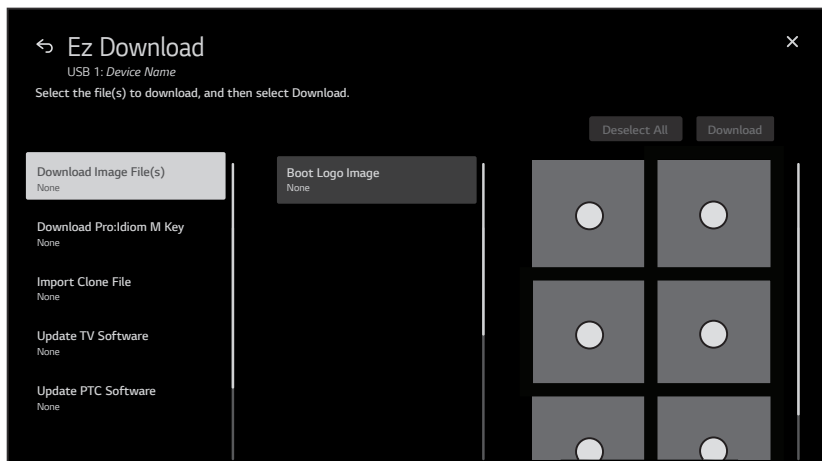 Ez Download
USB 1: Device Name
Select the file(s) to download, and then select Download.
Deselect All
Download
Download Image File(s)
None
Download Pro:Idiom M Key
None
Import Clone File
None
Update TV Software
None
Update PTC Software
None
Boot Logo Image
None